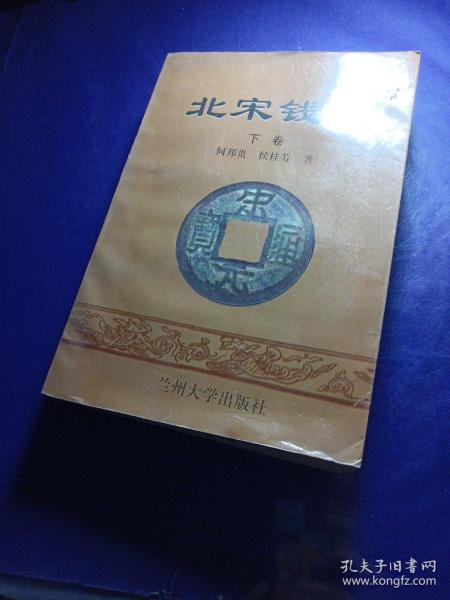 北宋钱
下卷
何邦贵 侯桂芳 著
宋元通寳
兰州大学出版社
孔夫子旧书网
www.kongfz.com